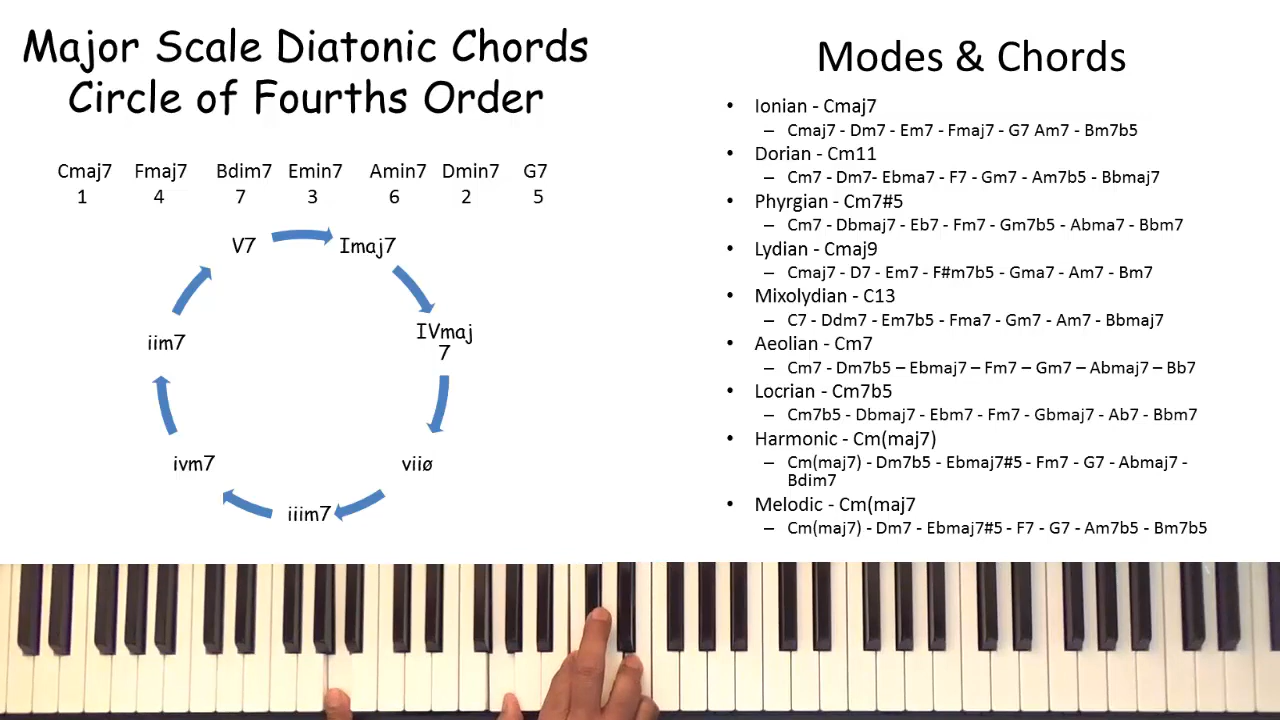 Major Scale Diatonic Chords
Circle of Fourths Order
Cmaj7 Fmaj7 Bdim7 Emin7 Amin7 Dmin7 G7
1 4 7 3 6 2 5
V7
Imaj7
IVmaj
7
viiø
iiim7
ivm7
iim7
Modes & Chords
• Ionian - Cmaj7
– Cmaj7 - Dm7 - Em7 - Fmaj7 - G7 Am7 - Bm7b5
• Dorian - Cm11
– Cm7 - Dm7- Ebma7 - F7 - Gm7 - Am7b5 - Bbmaj7
• Phyrgian - Cm7#5
– Cm7 - Dbmaj7 - Eb7 - Fm7 - Gm7b5 - Abma7 - Bbm7
• Lydian - Cmaj9
– Cmaj7 - D7 - Em7 - F#m7b5 - Gma7 - Am7 - Bm7
• Mixolydian - C13
– C7 - Ddm7 - Em7b5 - Fma7 - Gm7 - Am7 - Bbmaj7
• Aeolian - Cm7
– Cm7 - Dm7b5 – Ebmaj7 – Fm7 – Gm7 – Abmaj7 – Bb7
• Locrian - Cm7b5
– Cm7b5 - Dbmaj7 - Ebm7 - Fm7 - Gbmaj7 - Ab7 - Bbm7
• Harmonic - Cm(maj7)
– Cm(maj7) - Dm7b5 - Ebmaj7#5 - Fm7 - G7 - Abmaj7 -
Bdim7
• Melodic - Cm(maj7
– Cm(maj7) - Dm7 - Ebmaj7#5 - F7 - G7 - Am7b5 - Bm7b5